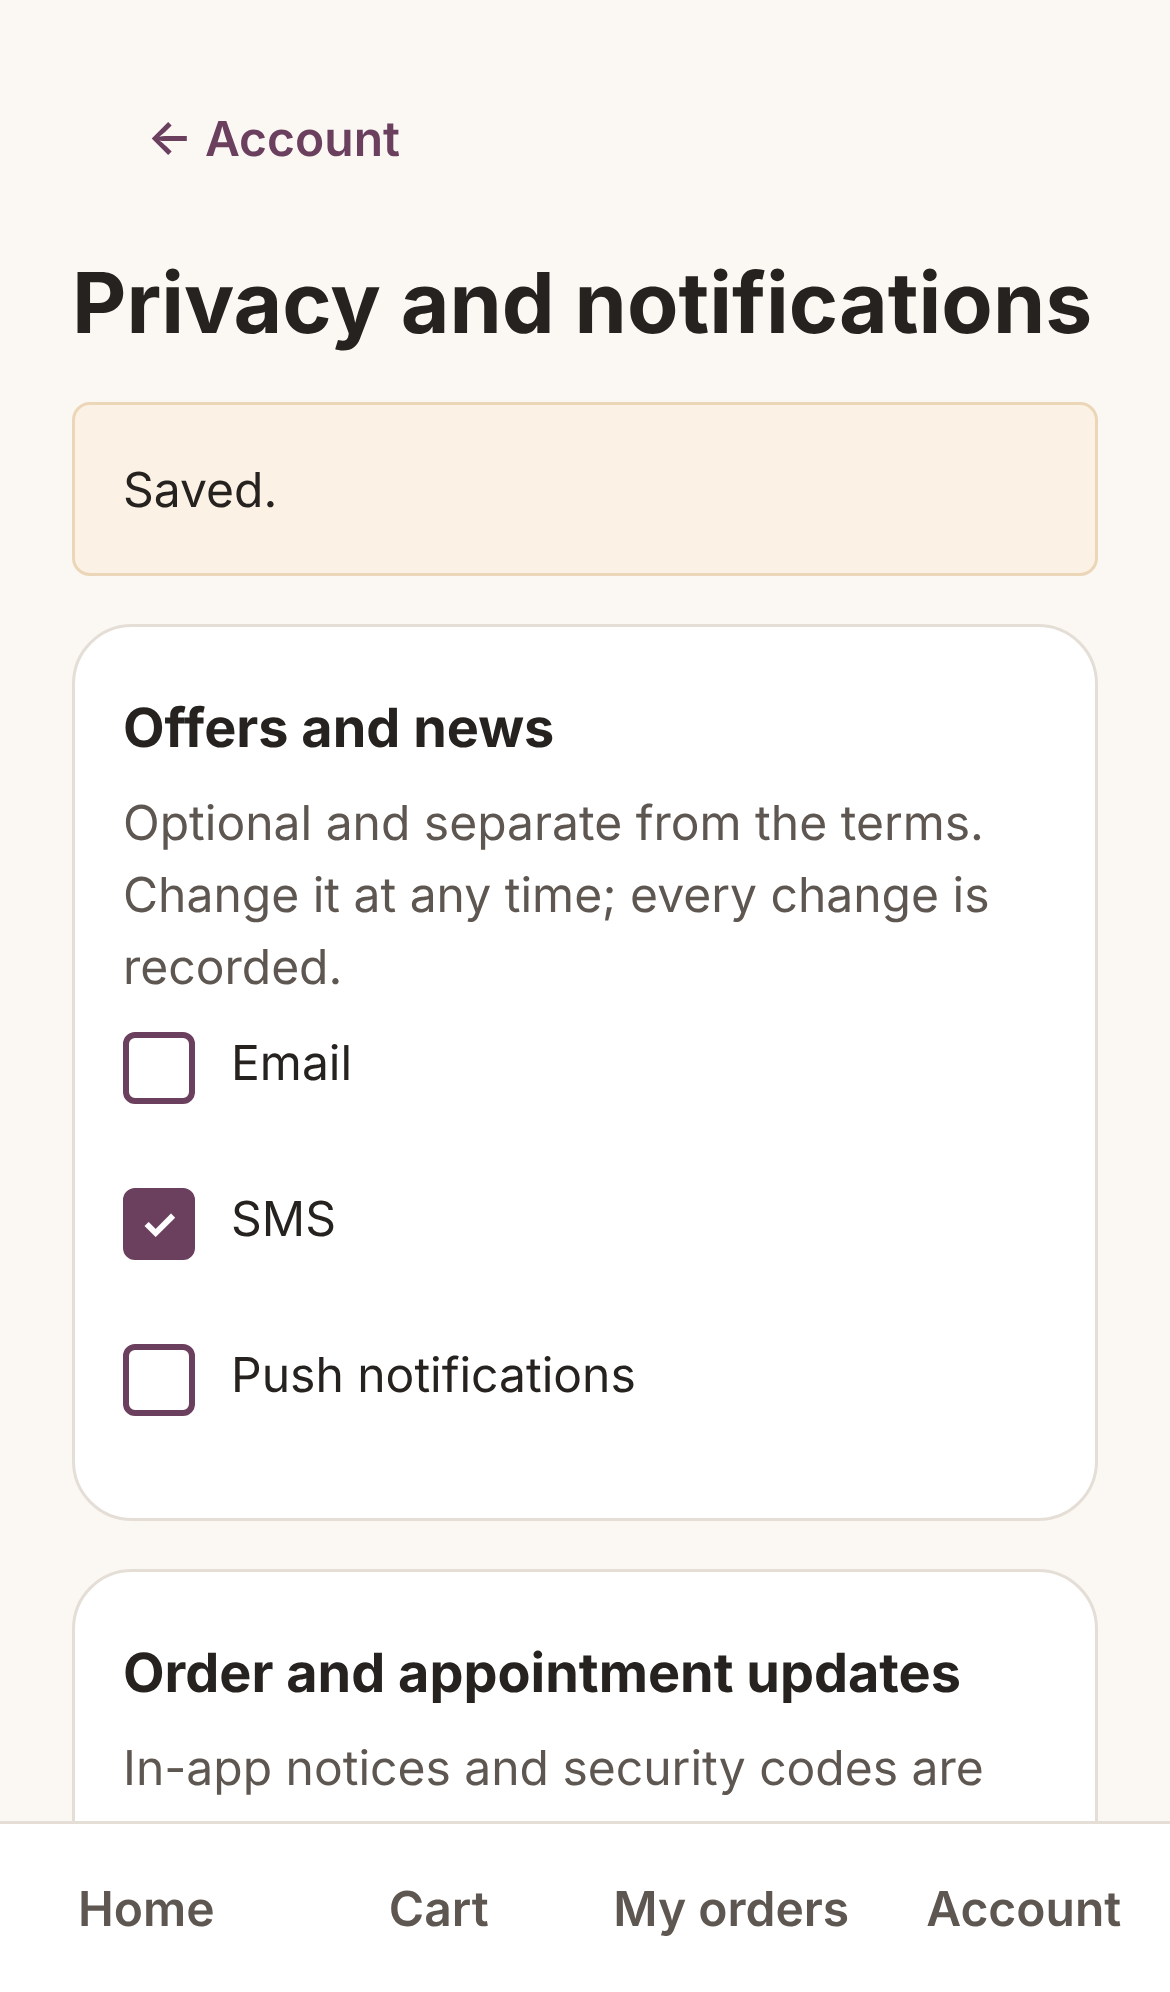 ← Account
Privacy and notifications
Saved.
Offers and news
Optional and separate from the terms.
Change it at any time; every change is
recorded.
Email
SMS
Push notifications
Order and appointment updates
In-app notices and security codes are
Home Cart My orders Account